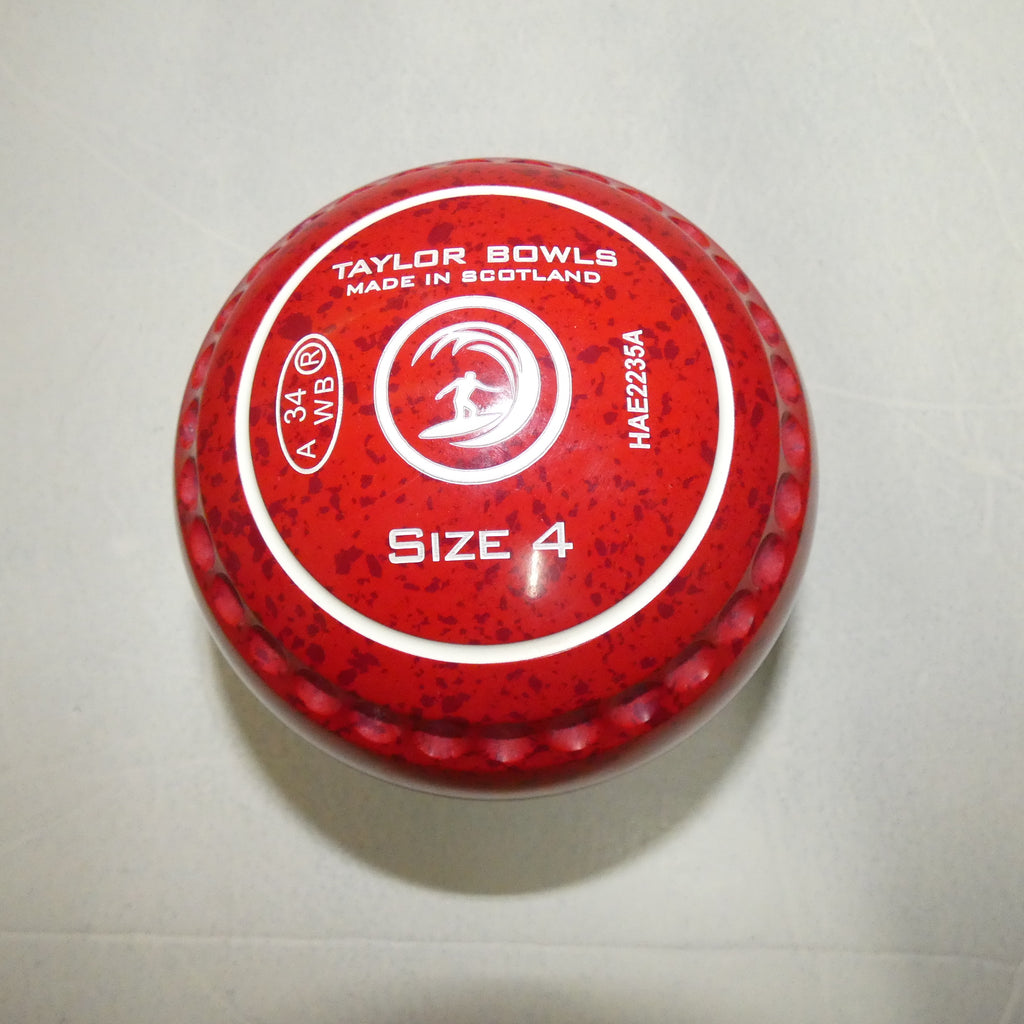 TAYLOR BOWLS
MADE IN SCOTLAND
A 34 R
WB
HAE2235A
SIZE 4